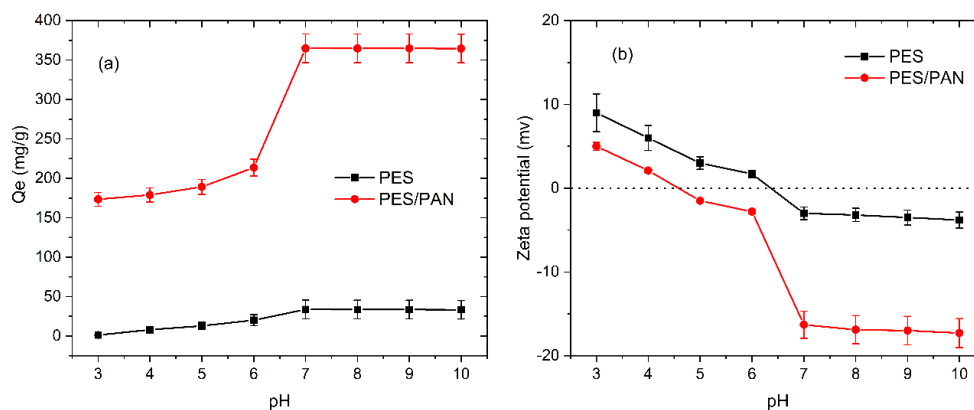 (a)
Qe (mg/g)
400
350
300
250
200
150
100
50
0
PES
PES/PAN
3 4 5 6 7 8 9 10
pH
(b)
Zeta potential (mv)
20
10
0
-10
-20
PES
PES/PAN
3 4 5 6 7 8 9 10
pH